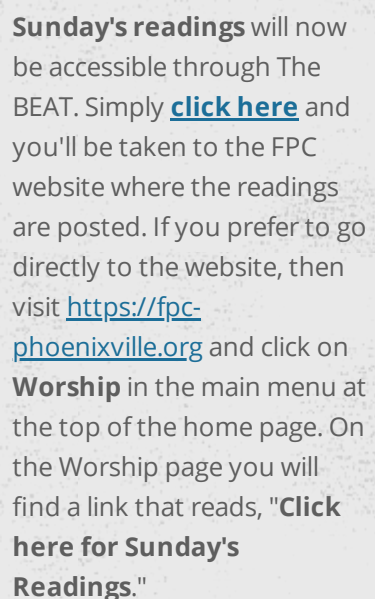 Sunday's readings will now
be accessible through The
BEAT. Simply click here and
you'll be taken to the FPC
website where the readings
are posted. If you prefer to go
directly to the website, then
visit https://fpc-
phoenixville.org and click on
Worship in the main menu at
the top of the home page. On
the Worship page you will
find a link that reads, "Click
here for Sunday's
Readings."